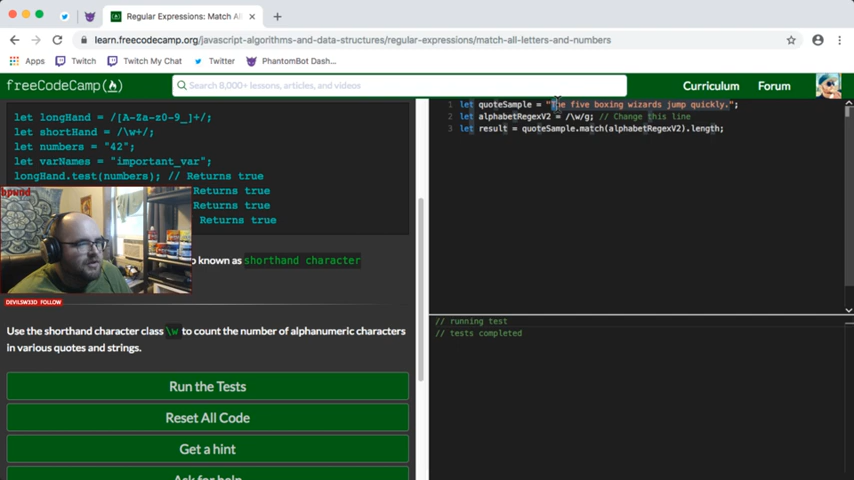 Regular Expressions: Match Al
learn.freecodecamp.org/javascript-algorithms-and-data-structures/regular-expressions/match-all-letters-and-numbers
Apps Twitch Twitch My Chat Twitter PhantomBot Dash...
freeCodeCamp
Search 8,000+ lessons, articles, and videos
Curriculum Forum
let longHand = /[A-Za-z0-9_]+/;
let shortHand = /\w+/;
let numbers = "42";
let varNames = "important_var";
longHand.test(numbers); // Returns true
Returns true
Returns true
Returns true
o known as shorthand character
DEVILSW33D FOLLOW
Use the shorthand character class \w to count the number of alphanumeric characters
in various quotes and strings.
Run the Tests
Reset All Code
Get a hint
Ask for help
1 let quoteSample = "The five boxing wizards jump quickly.";
2 let alphabetRegexV2 = /\w/g; // Change this line
3 let result = quoteSample.match(alphabetRegexV2).length;
// running test
// tests completed